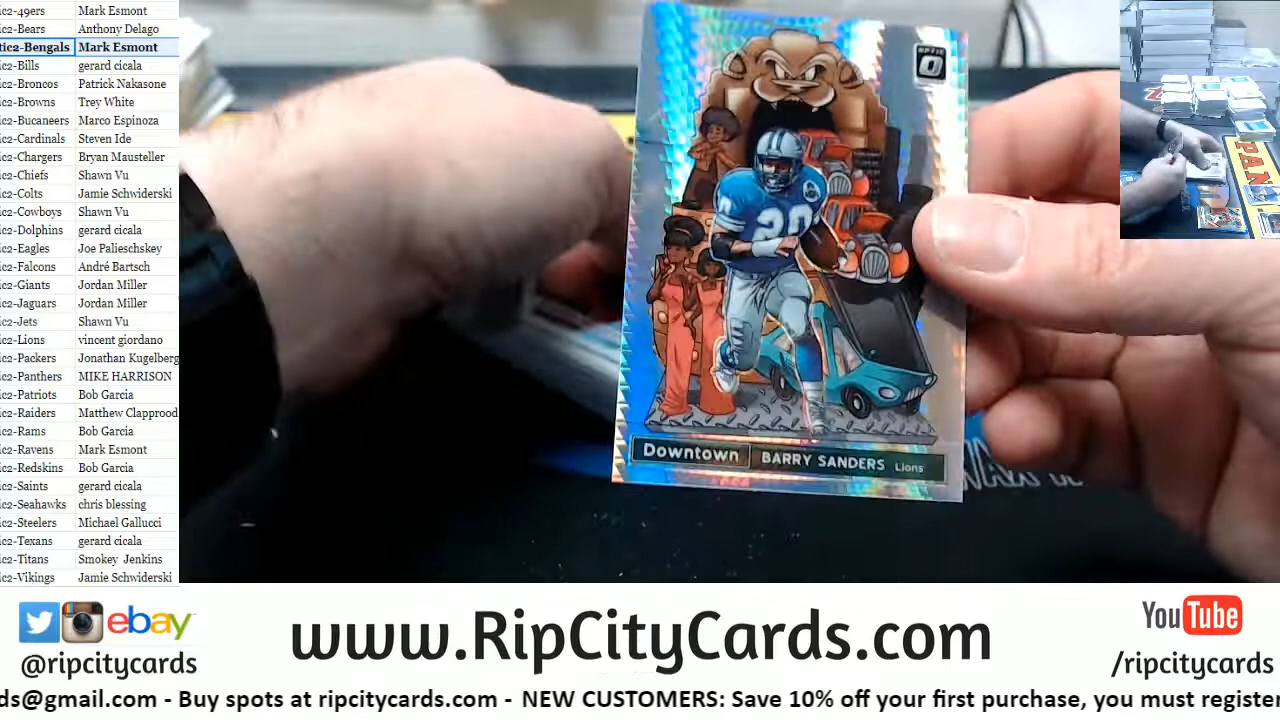 ic2-49ers Mark Esmont
ic2-Bears Anthony Delago
tic2-Bengals Mark Esmont
ic2-Bills gerard cicala
ic2-Broncos Patrick Nakasone
ic2-Browns Trey White
ic2-Bucaneers Marco Espinoza
ic2-Cardinals Steven Ide
ic2-Chargers Bryan Mausteller
ic2-Chiefs Shawn Vu
ic2-Colts Jamie Schwiderski
ic2-Cowboys Shawn Vu
ic2-Dolphins gerard cicala
ic2-Eagles Joe Palieschskey
ic2-Falcons André Bartsch
ic2-Giants Jordan Miller
ic2-Jaguars Jordan Miller
ic2-Jets Shawn Vu
ic2-Lions vincent giordano
ic2-Packers Jonathan Kugelberg
ic2-Panthers MIKE HARRISON
ic2-Patriots Bob Garcia
ic2-Raiders Matthew Clapprood
ic2-Rams Bob Garcia
ic2-Ravens Mark Esmont
ic2-Redskins Bob Garcia
ic2-Saints gerard cicala
ic2-Seahawks chris blessing
ic2-Steelers Michael Gallucci
ic2-Texans gerard cicala
ic2-Titans Smokey Jenkins
ic2-Vikings Jamie Schwiderski
OPTIC
20
Downtown BARRY SANDERS Lions
PAN
ebay
@ripcitycards
www.RipCityCards.com
YouTube
/ripcitycards
ds@gmail.com - Buy spots at ripcitycards.com - NEW CUSTOMERS: Save 10% off your first purchase, you must register